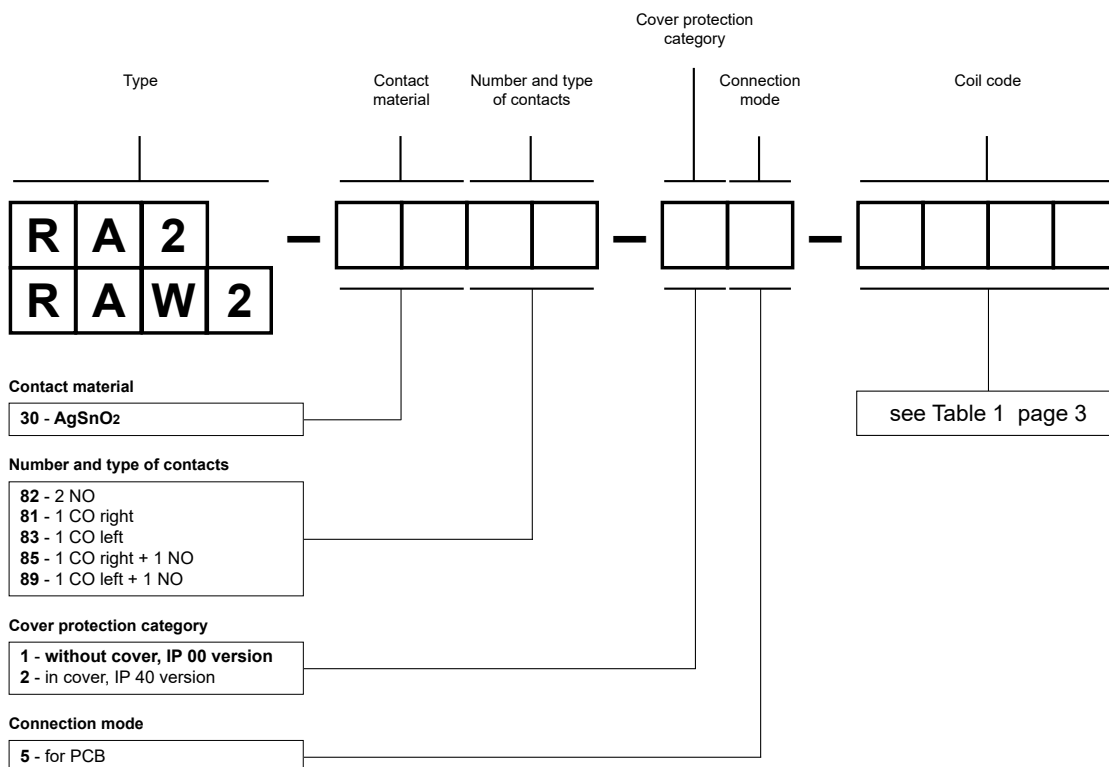 Cover protection
category
Type
Contact
material
Number and type
of contacts
Connection
mode
Coil code
R A 2 – – –
R A W 2
Contact material
30 - AgSnO2
see Table 1 page 3
Number and type of contacts
82 - 2 NO
81 - 1 CO right
83 - 1 CO left
85 - 1 CO right + 1 NO
89 - 1 CO left + 1 NO
Cover protection category
1 - without cover, IP 00 version
2 - in cover, IP 40 version
Connection mode
5 - for PCB